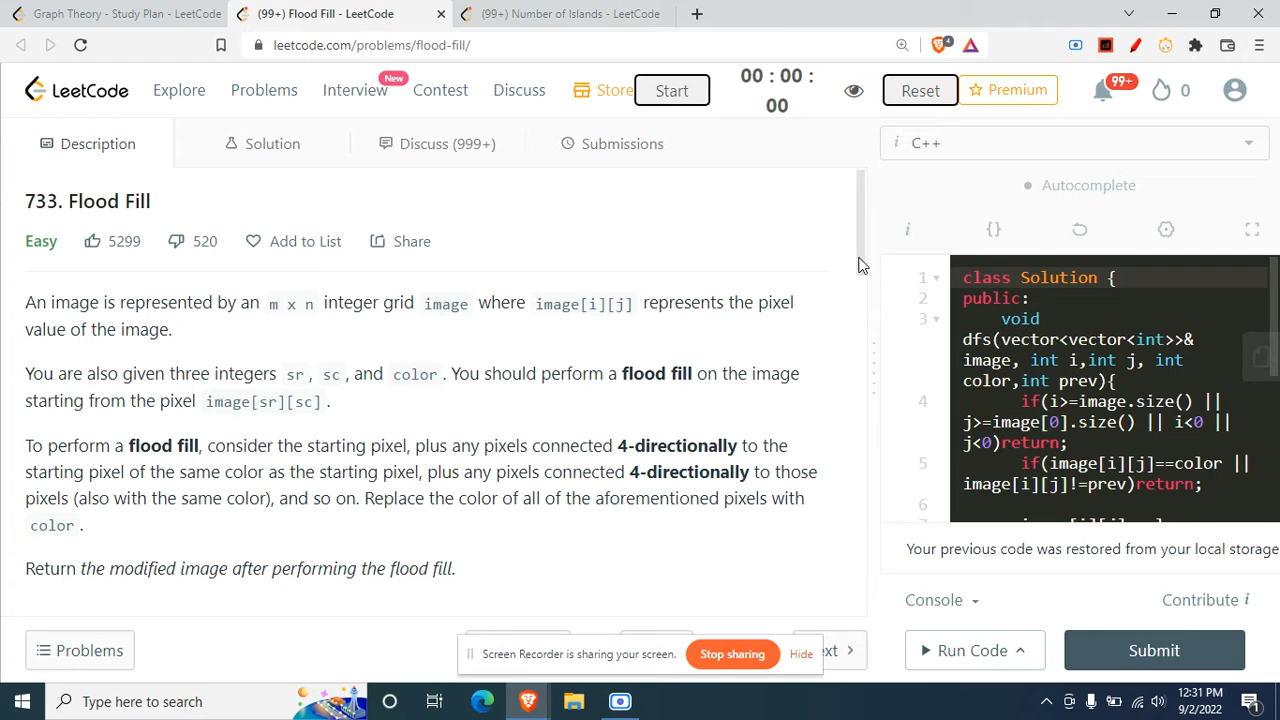 Graph Theory - Study Plan - LeetCode
(99+) Flood Fill - LeetCode
(99+) Number of Islands - LeetCode
leetcode.com/problems/flood-fill/
4
LeetCode
Explore
Problems
Interview
New
Contest
Discuss
Store
Start
00 : 00 :
00
Reset
Premium
99+
0
Description
Solution
Discuss (999+)
Submissions
i C++
Autocomplete
733. Flood Fill
Easy
5299
520
Add to List
Share
i
{}
An image is represented by an m x n integer grid image where image[i][j] represents the pixel
value of the image.
You are also given three integers sr, sc, and color. You should perform a flood fill on the image
starting from the pixel image[sr][sc].
To perform a flood fill, consider the starting pixel, plus any pixels connected 4-directionally to the
starting pixel of the same color as the starting pixel, plus any pixels connected 4-directionally to those
pixels (also with the same color), and so on. Replace the color of all of the aforementioned pixels with
color.
Return the modified image after performing the flood fill.
1 class Solution {
2 public:
3 void
dfs(vector<vector<int>>&
image, int i,int j, int
color,int prev){
4 if(i>=image.size() ||
j>=image[0].size() || i<0 ||
j<0)return;
5 if(image[i][j]==color ||
image[i][j]!=prev)return;
6
Your previous code was restored from your local storage
Console
Contribute i
Problems
Screen Recorder is sharing your screen.
Stop sharing
Hide
Run Code
Submit
Type here to search
12:31 PM
9/2/2022
1